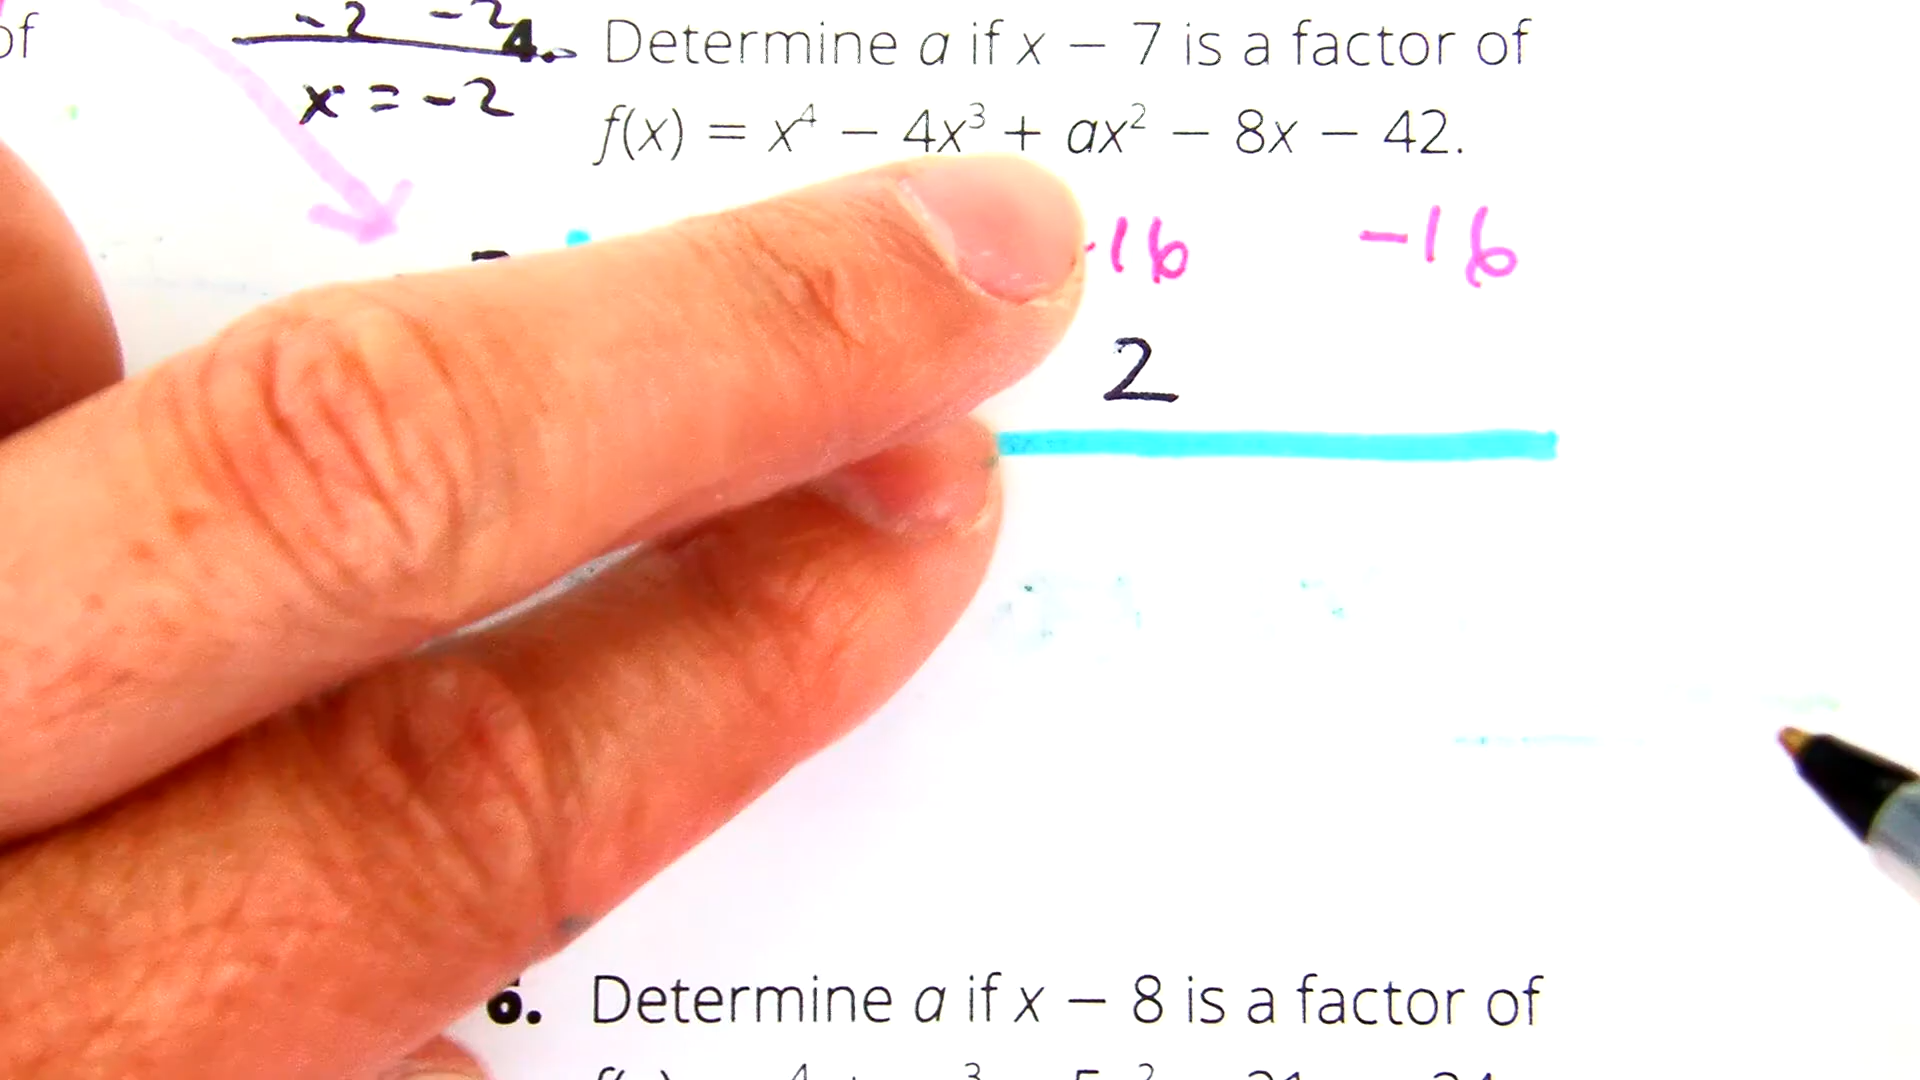 of
-2 -2
x = -2
4. Determine a if x – 7 is a factor of
f(x) = x⁴ – 4x³ + ax² – 8x – 42.
-16 -16
2
6. Determine a if x – 8 is a factor of